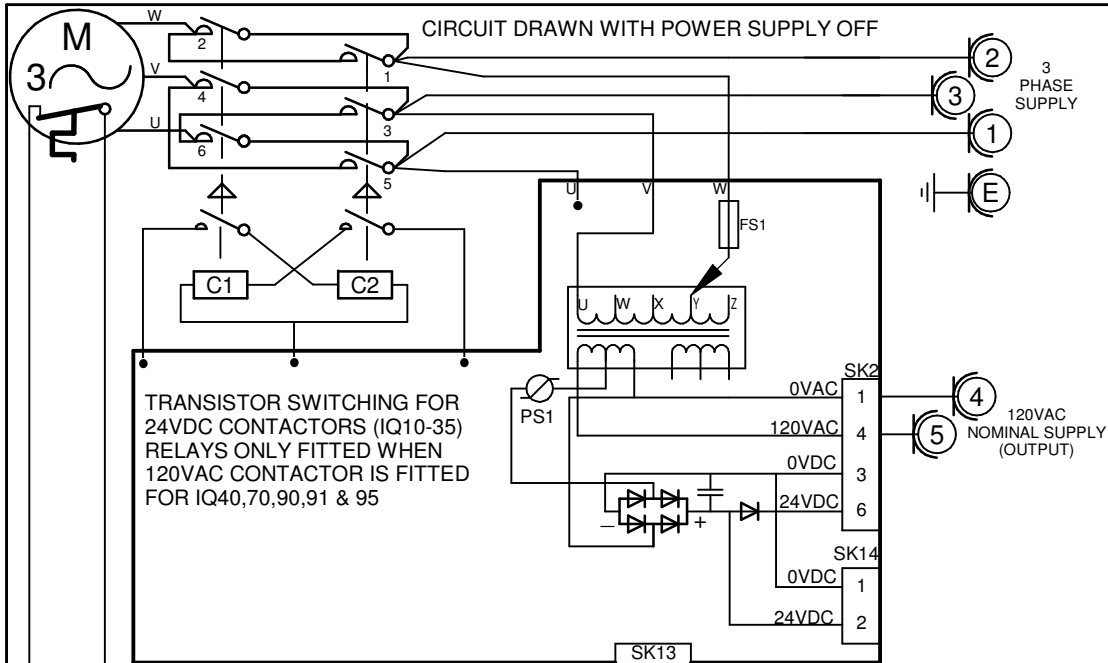 CIRCUIT DRAWN WITH POWER SUPPLY OFF
M
3
W
V
U
2
4
6
1
3
5
2
3
1
E
3
PHASE
SUPPLY
C1
C2
U
V
W
FS1
U
W
X
Y
Z
PS1
TRANSISTOR SWITCHING FOR
24VDC CONTACTORS (IQ10-35)
RELAYS ONLY FITTED WHEN
120VAC CONTACTOR IS FITTED
FOR IQ40,70,90,91 & 95
SK2
0VAC 1
120VAC 4
0VDC 3
24VDC 6
4
5
120VAC
NOMINAL SUPPLY
(OUTPUT)
− +
SK14
0VDC 1
24VDC 2
SK13